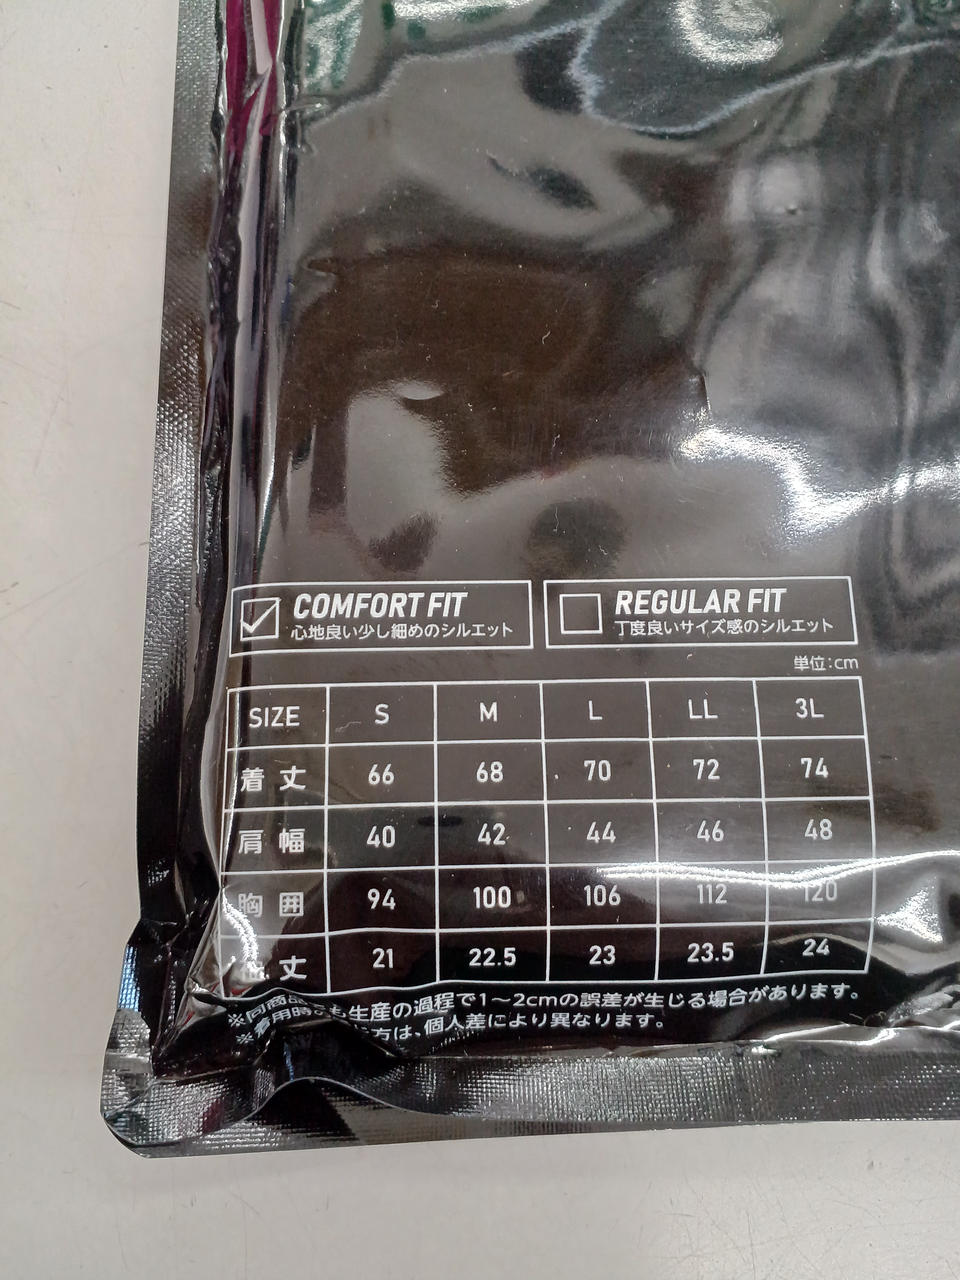 COMFORT FIT
心地良い少し細めのシルエット
REGULAR FIT
丁度良いサイズ感のシルエット
単位:cm
SIZE S M L LL 3L
着丈 66 68 70 72 74
肩幅 40 42 44 46 48
胸囲 94 100 106 112 120
丈 21 22.5 23 23.5 24
※同商品でも生産の過程で1〜2cmの誤差が生じる場合があります。
※着用時の 方は、個人差により異なります。